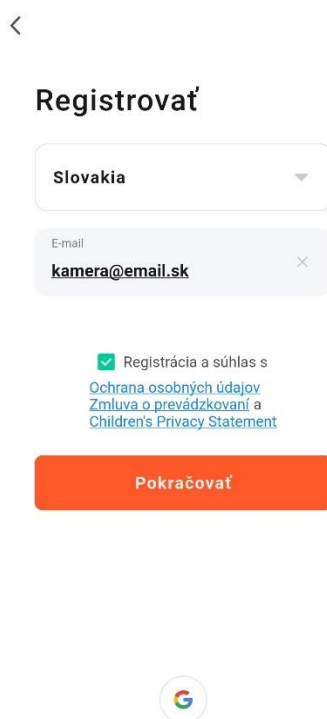 Registrovať
Slovakia
E-mail
kamera@email.sk
Registrácia a súhlas s
Ochrana osobných údajov
Zmluva o prevádzkovaní a
Children's Privacy Statement
Pokračovať